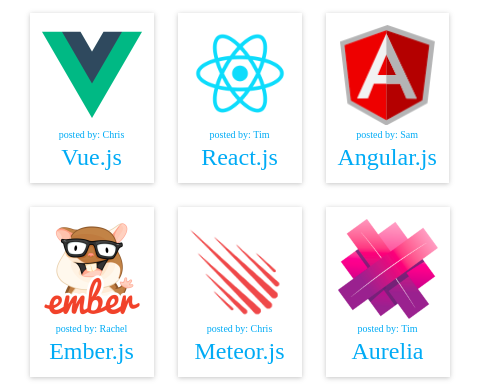 posted by: Chris
Vue.js
posted by: Tim
React.js
A
posted by: Sam
Angular.js
ember
posted by: Rachel
Ember.js
posted by: Chris
Meteor.js
posted by: Tim
Aurelia